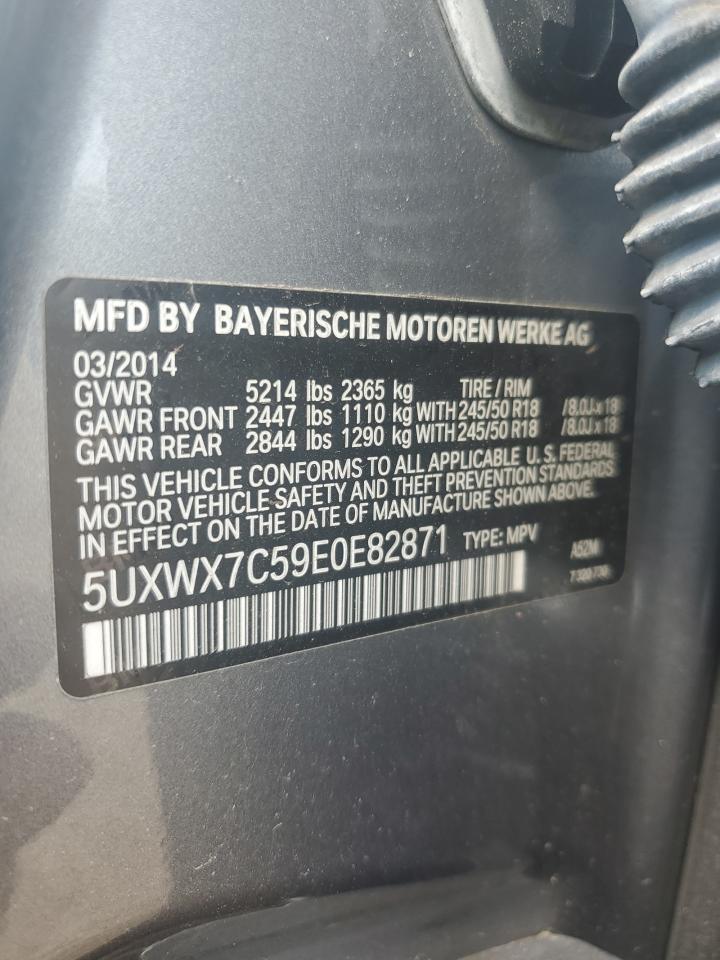 MFD BY BAYERISCHE MOTOREN WERKE AG
03/2014
GVWR 5214 lbs 2365 kg TIRE / RIM
GAWR FRONT 2447 lbs 1110 kg WITH 245/50 R18 / 8.0J x 18
GAWR REAR 2844 lbs 1290 kg WITH 245/50 R18 / 8.0J x 18
THIS VEHICLE CONFORMS TO ALL APPLICABLE U.S. FEDERAL
MOTOR VEHICLE SAFETY AND THEFT PREVENTION STANDARDS
IN EFFECT ON THE DATE OF MANUFACTURE SHOWN ABOVE.
5UXWX7C59E0E82871 TYPE: MPV